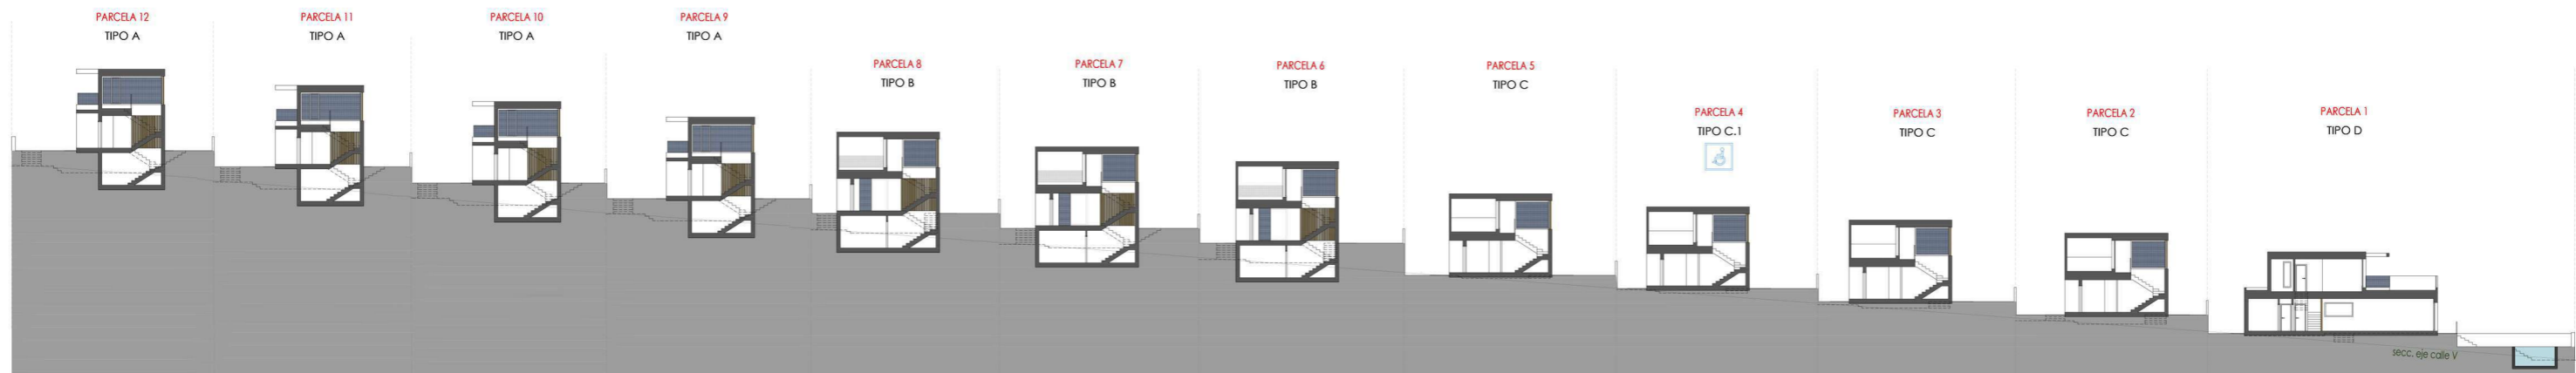 PARCELA 12
TIPO A
PARCELA 11
TIPO A
PARCELA 10
TIPO A
PARCELA 9
TIPO A
PARCELA 8
TIPO B
PARCELA 7
TIPO B
PARCELA 6
TIPO B
PARCELA 5
TIPO C
PARCELA 4
TIPO C.1
PARCELA 3
TIPO C
PARCELA 2
TIPO C
PARCELA 1
TIPO D
secc. eje calle V